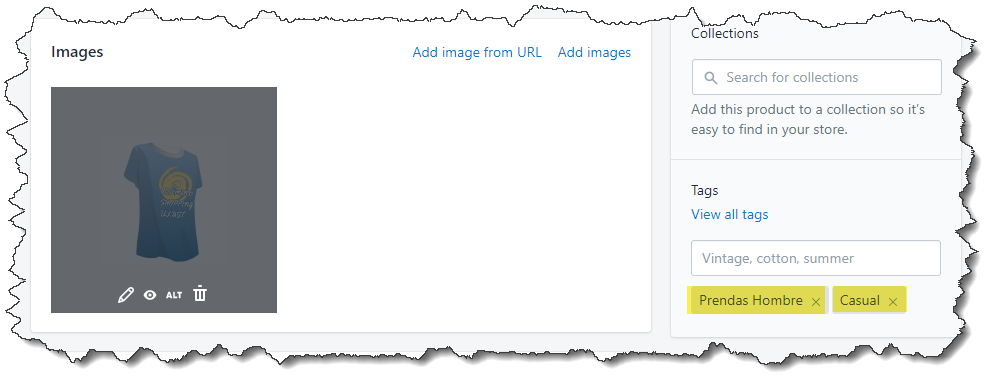 Images
Add image from URL
Add images
ALT
Collections
Search for collections
Add this product to a collection so it's
easy to find in your store.
Tags
View all tags
Vintage, cotton, summer
Prendas Hombre ×
Casual ×